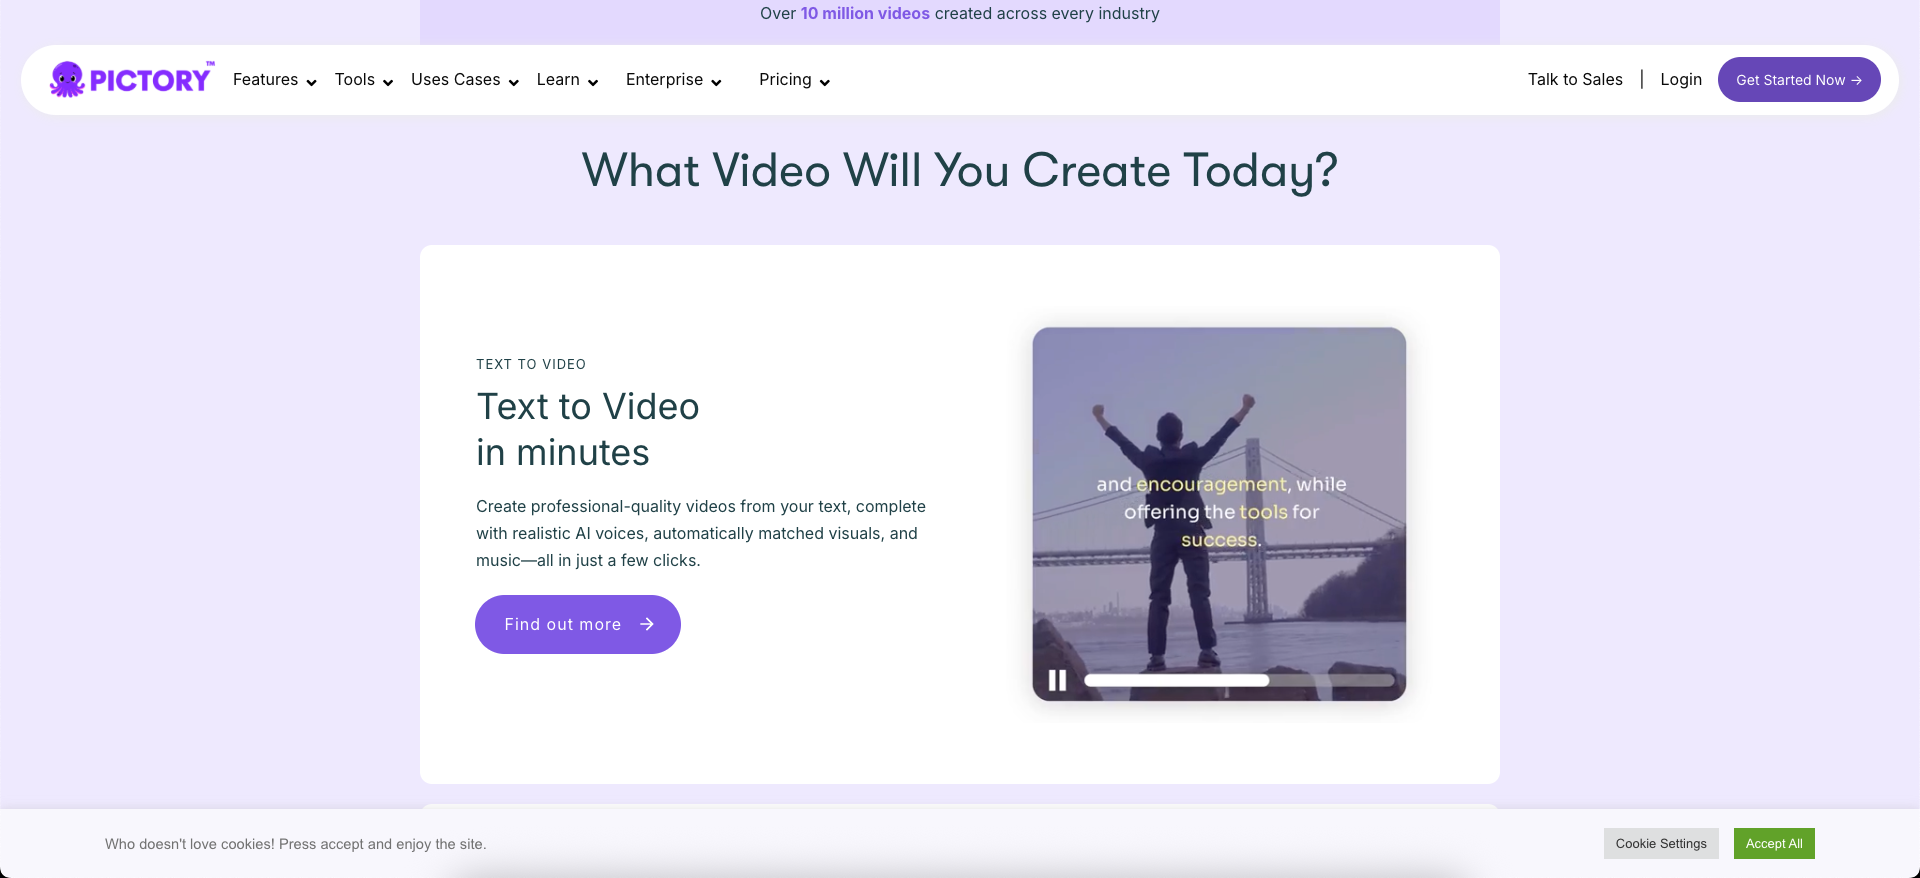 Over 10 million videos created across every industry
PICTORY™
Features
Tools
Uses Cases
Learn
Enterprise
Pricing
Talk to Sales
|
Login
Get Started Now →
What Video Will You Create Today?
TEXT TO VIDEO
Text to Video
in minutes
Create professional-quality videos from your text, complete
with realistic AI voices, automatically matched visuals, and
music—all in just a few clicks.
Find out more →
and encouragement, while
offering the tools for
success.
Who doesn't love cookies! Press accept and enjoy the site.
Cookie Settings
Accept All